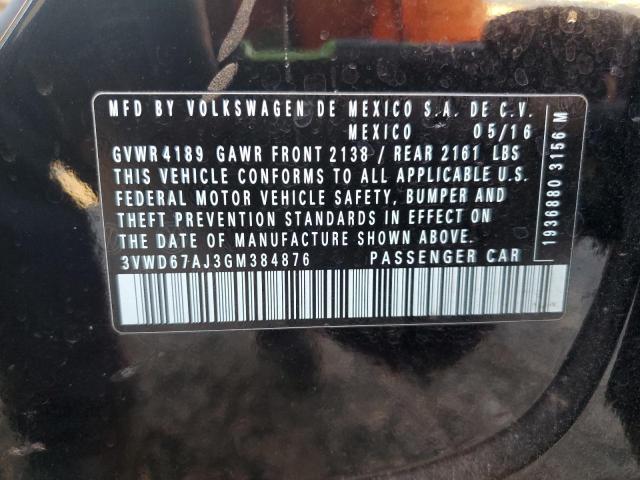 MFD BY VOLKSWAGEN DE MEXICO S.A. DE C.V.
MEXICO 05/16
GVWR 4189 GAWR FRONT 2138 / REAR 2161 LBS
THIS VEHICLE CONFORMS TO ALL APPLICABLE U.S.
FEDERAL MOTOR VEHICLE SAFETY, BUMPER AND
THEFT PREVENTION STANDARDS IN EFFECT ON
THE DATE OF MANUFACTURE SHOWN ABOVE.
3VWD67AJ3GM384876 PASSENGER CAR
1936880 3156 M